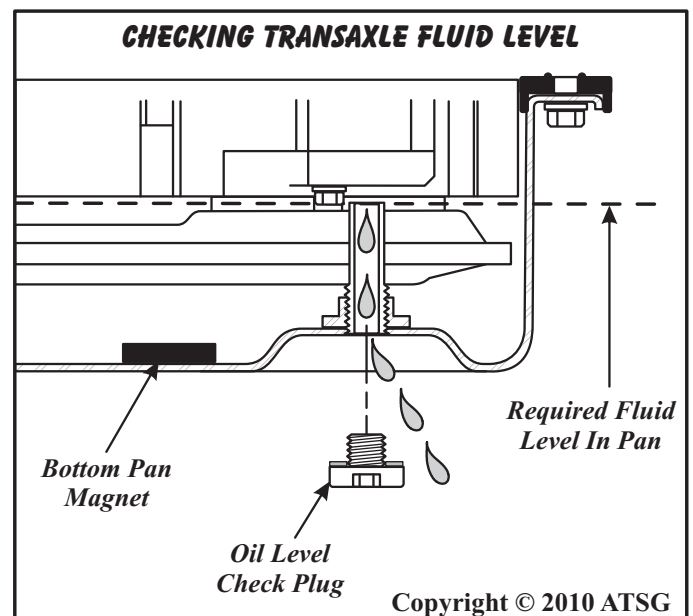 CHECKING TRANSAXLE FLUID LEVEL
Required Fluid
Level In Pan
Bottom Pan
Magnet
Oil Level
Check Plug
Copyright © 2010 ATSG